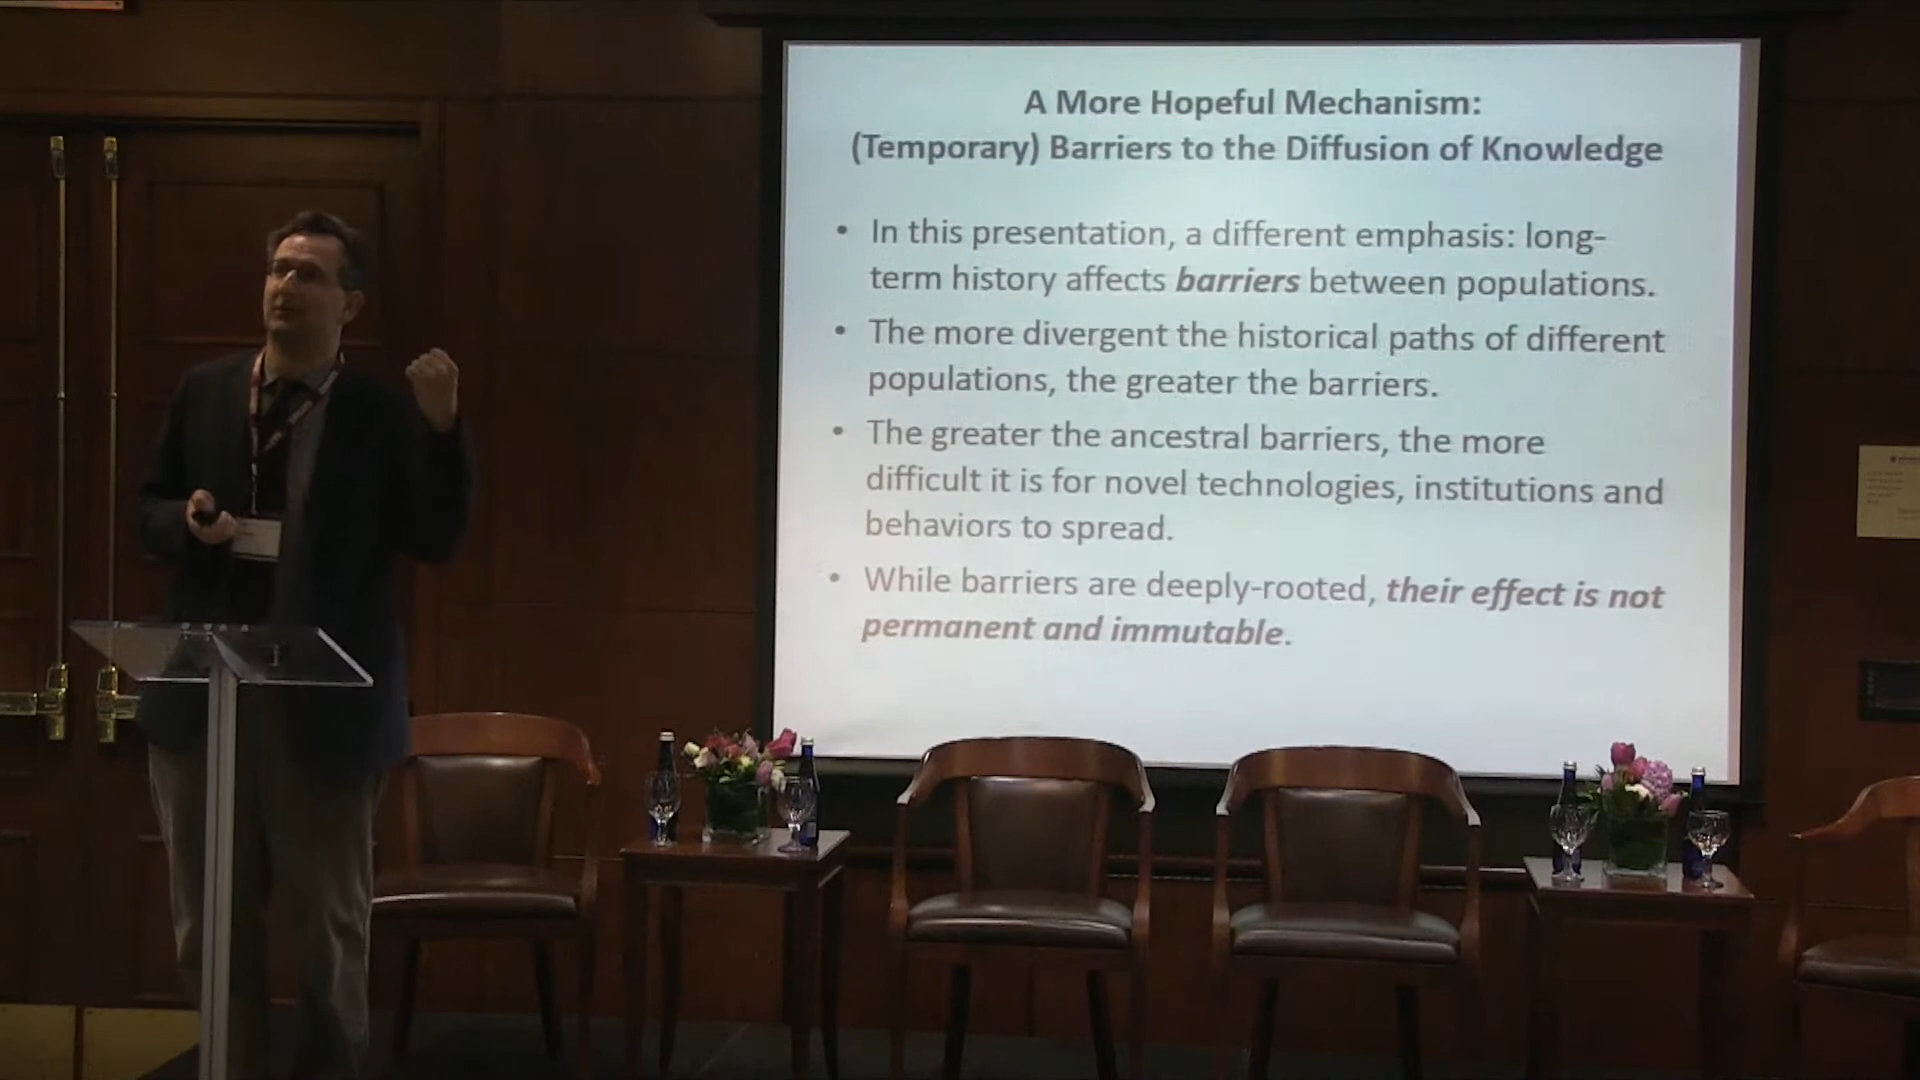 A More Hopeful Mechanism:
(Temporary) Barriers to the Diffusion of Knowledge
• In this presentation, a different emphasis: long-
term history affects barriers between populations.
• The more divergent the historical paths of different
populations, the greater the barriers.
• The greater the ancestral barriers, the more
difficult it is for novel technologies, institutions and
behaviors to spread.
• While barriers are deeply-rooted, their effect is not
permanent and immutable.